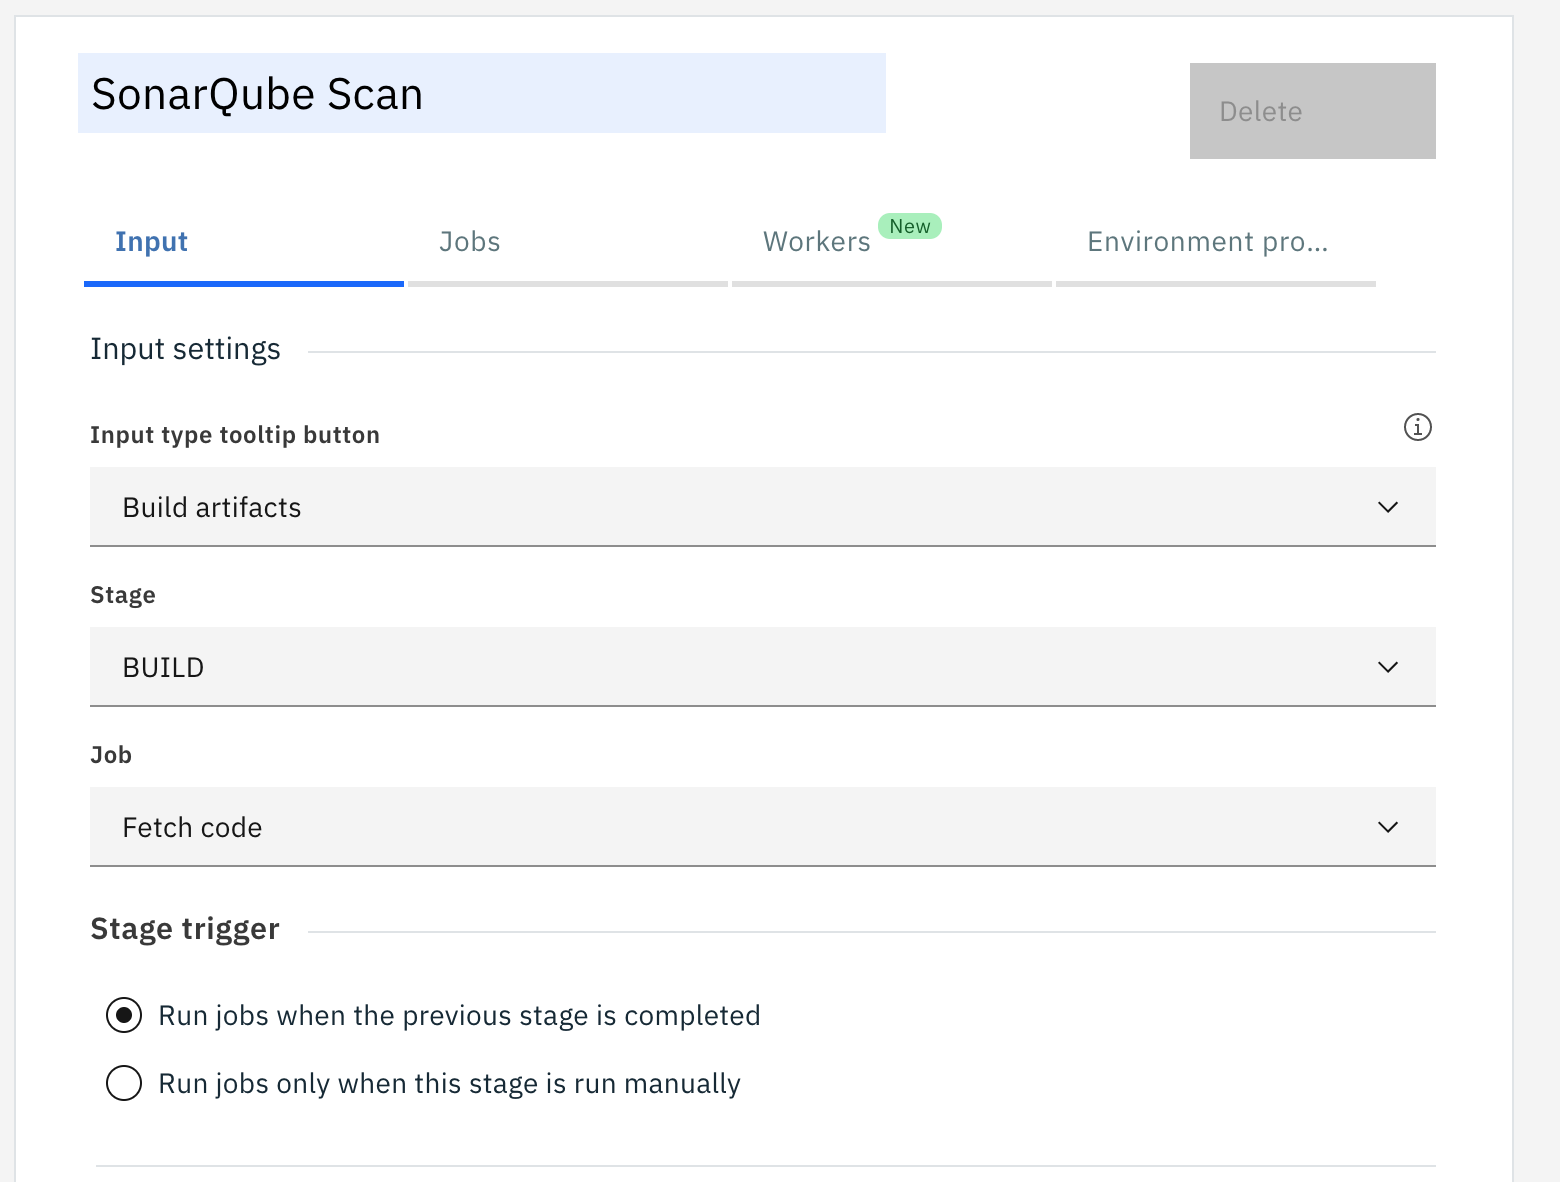 SonarQube Scan
Delete
Input
Jobs
Workers
New
Environment pro...
Input settings
Input type tooltip button
Build artifacts
Stage
BUILD
Job
Fetch code
Stage trigger
Run jobs when the previous stage is completed
Run jobs only when this stage is run manually